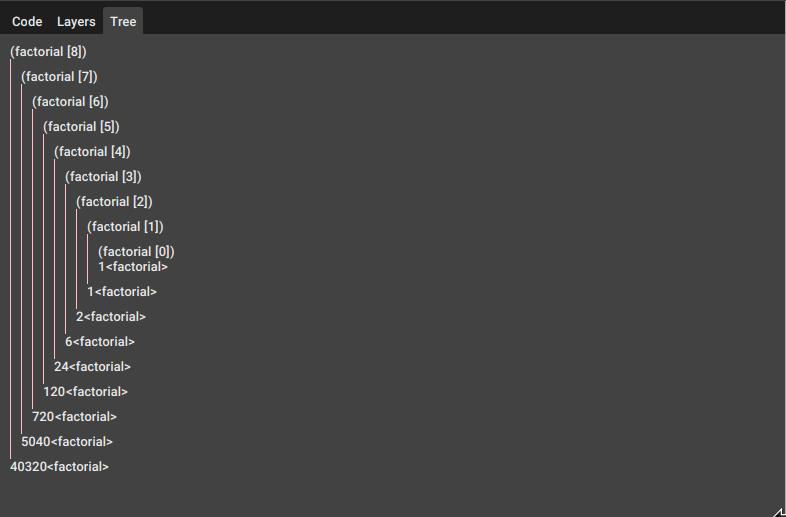 Code Layers Tree
(factorial [8])
(factorial [7])
(factorial [6])
(factorial [5])
(factorial [4])
(factorial [3])
(factorial [2])
(factorial [1])
(factorial [0])
1<factorial>
1<factorial>
2<factorial>
6<factorial>
24<factorial>
120<factorial>
720<factorial>
5040<factorial>
40320<factorial>